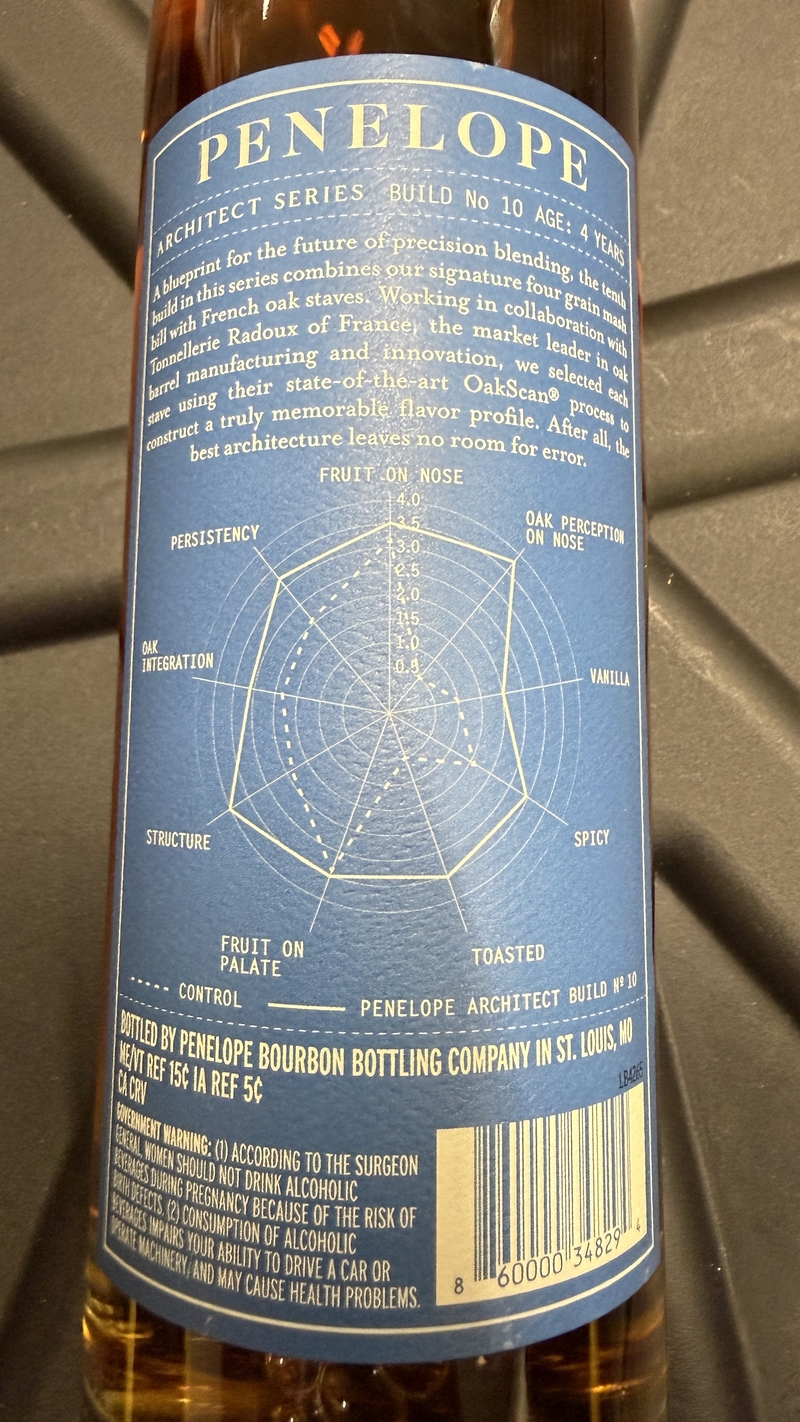 PENELOPE
ARCHITECT SERIES BUILD No 10 AGE: 4 YEARS
A blueprint for the future of precision blending, the tenth
build in this series combines our signature four grain mash
bill with French oak staves. Working in collaboration with
Tonnellerie Radoux of France, the market leader in oak
barrel manufacturing and innovation, we selected each
stave using their state-of-the-art OakScan® process to
construct a truly memorable flavor profile. After all, the
best architecture leaves no room for error.
FRUIT ON NOSE
4.0
3.5
3.0
2.5
2.0
1.5
1.0
0.5
OAK PERCEPTION
ON NOSE
PERSISTENCY
OAK
INTEGRATION
VANILLA
STRUCTURE
SPICY
FRUIT ON
PALATE
TOASTED
CONTROL PENELOPE ARCHITECT BUILD Nº 10
BOTTLED BY PENELOPE BOURBON BOTTLING COMPANY IN ST. LOUIS, MO
ME/VT REF 15¢ IA REF 5¢
CA CRV
LB4265
GOVERNMENT WARNING: (1) ACCORDING TO THE SURGEON
GENERAL WOMEN SHOULD NOT DRINK ALCOHOLIC
BEVERAGES DURING PREGNANCY BECAUSE OF THE RISK OF
BIRTH DEFECTS. (2) CONSUMPTION OF ALCOHOLIC
BEVERAGES IMPAIRS YOUR ABILITY TO DRIVE A CAR OR
OPERATE MACHINERY, AND MAY CAUSE HEALTH PROBLEMS.
8 60000 34829 4